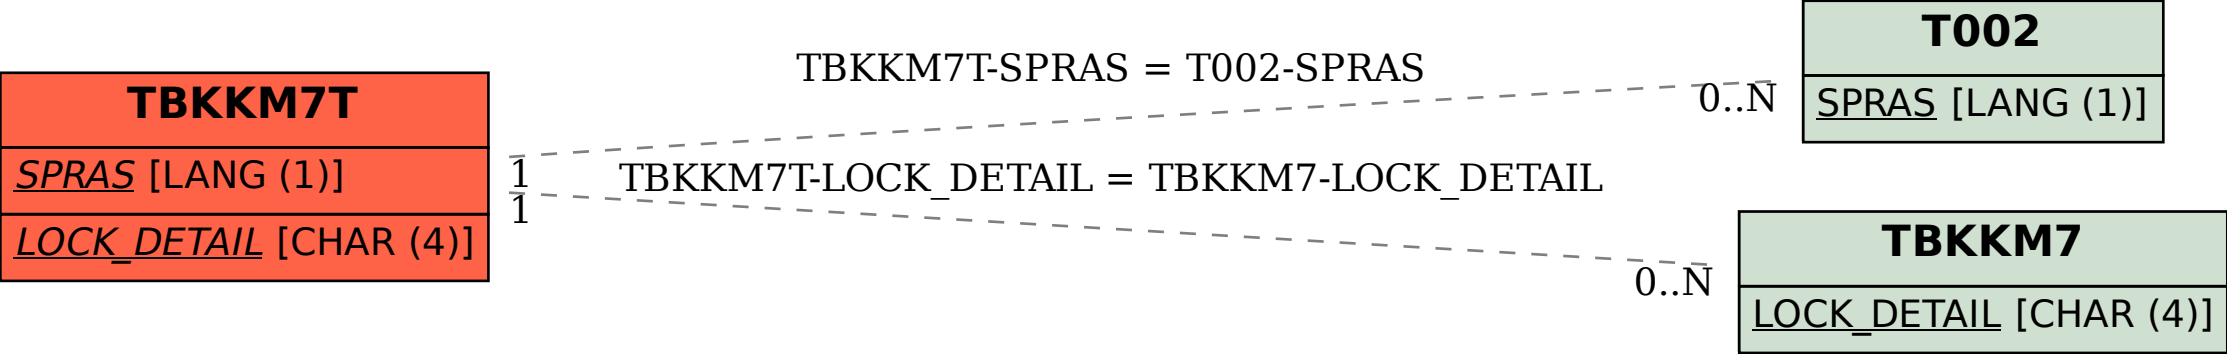 TBKKM7T
SPRAS [LANG (1)]
LOCK_DETAIL [CHAR (4)]
TBKKM7T-SPRAS = T002-SPRAS
1
0..N
TBKKM7T-LOCK_DETAIL = TBKKM7-LOCK_DETAIL
1
0..N
T002
SPRAS [LANG (1)]
TBKKM7
LOCK_DETAIL [CHAR (4)]